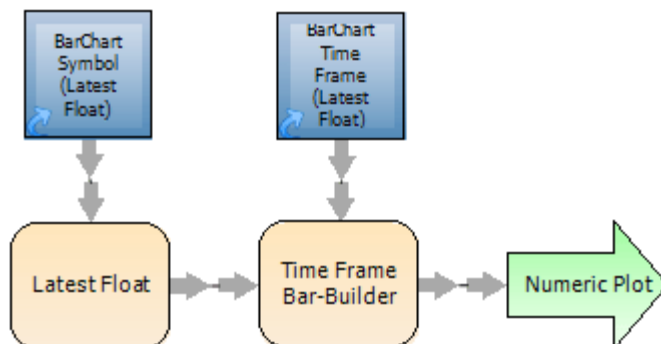 BarChart
Symbol
(Latest
Float)
BarChart
Time
Frame
(Latest
Float)
Latest Float
Time Frame
Bar-Builder
Numeric Plot